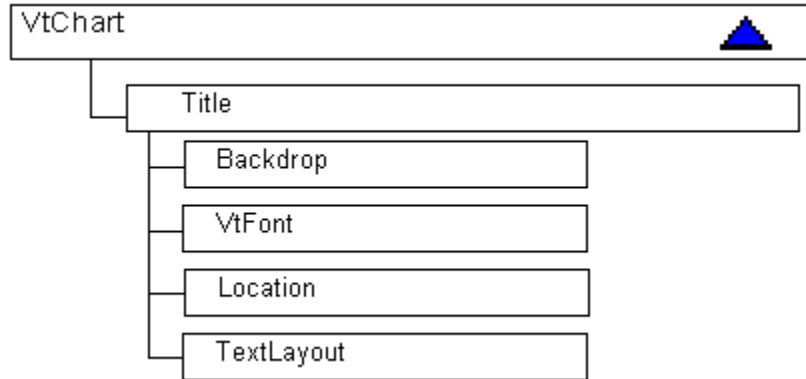 VtChart
Title
Backdrop
VtFont
Location
TextLayout